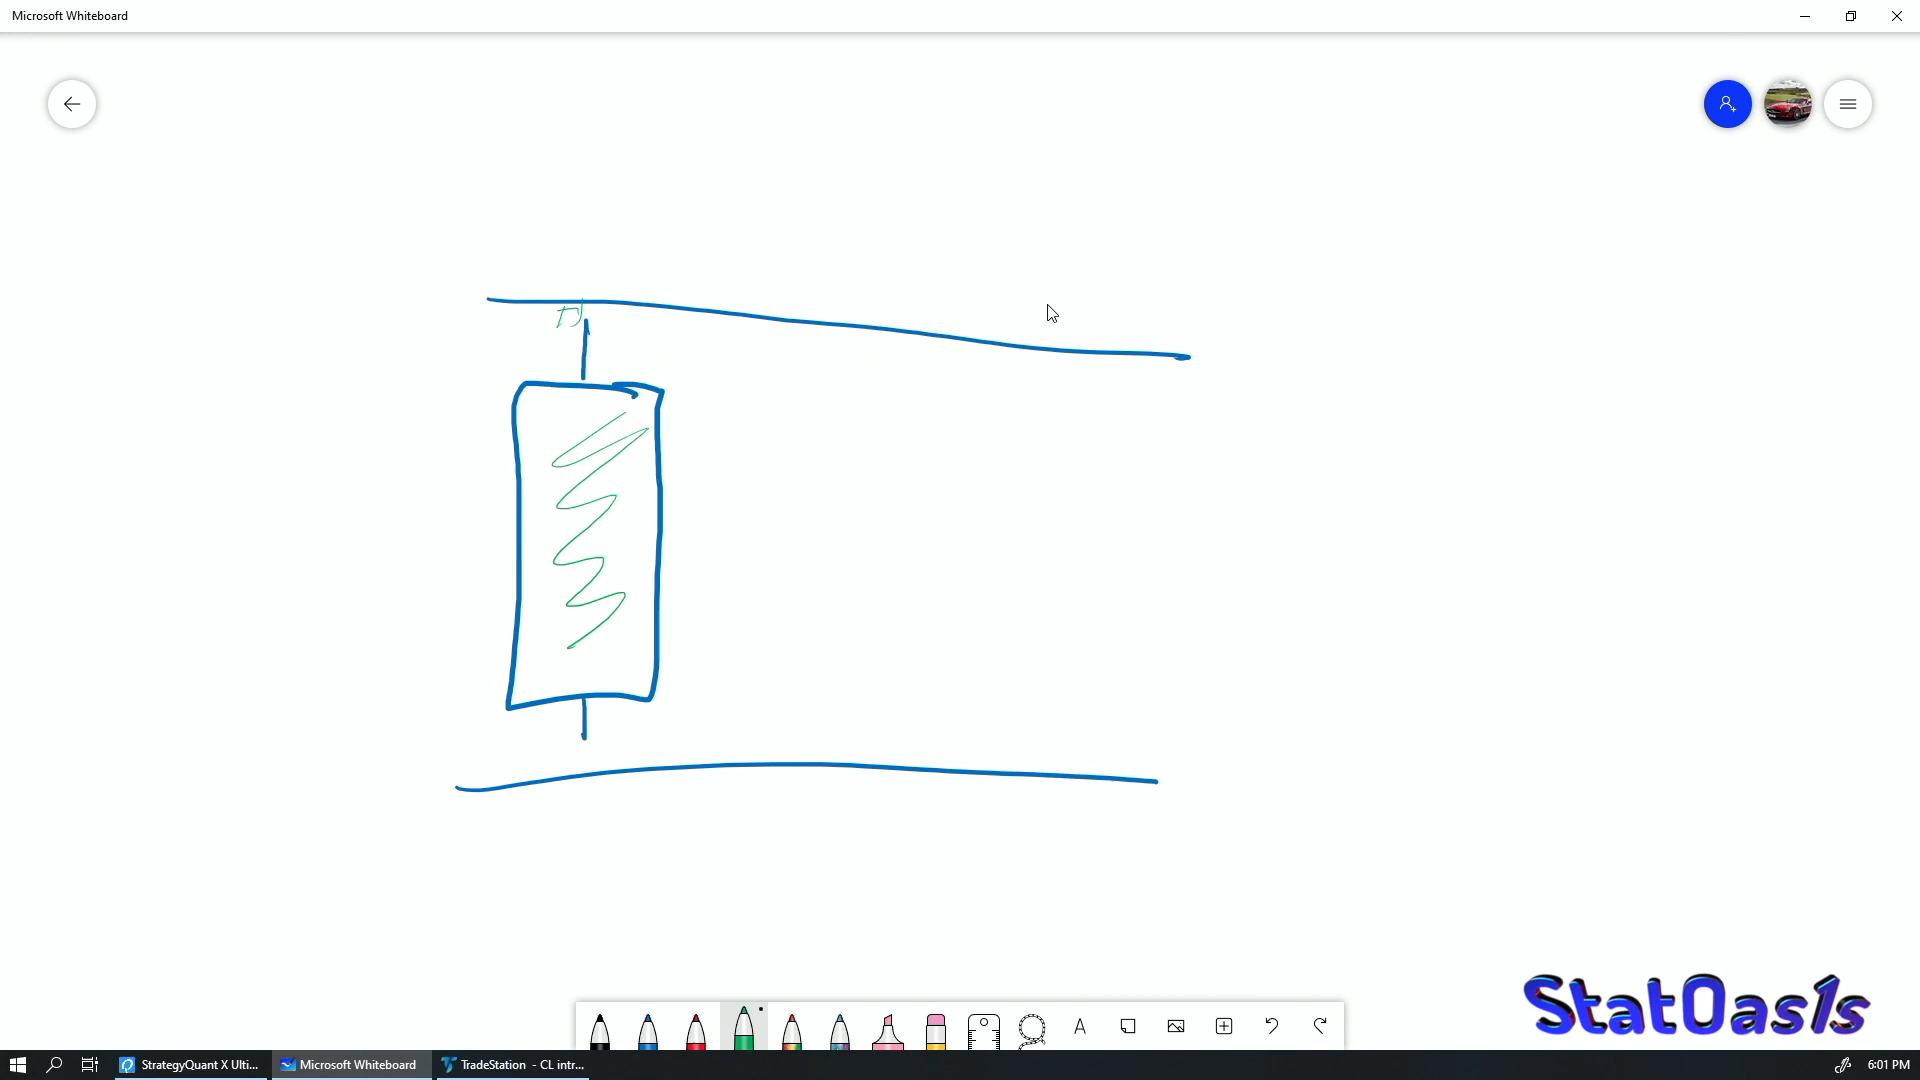 Microsoft Whiteboard
A
StatOas1s
StrategyQuant X Ulti...
Microsoft Whiteboard
TradeStation - CL intr...
6:01 PM